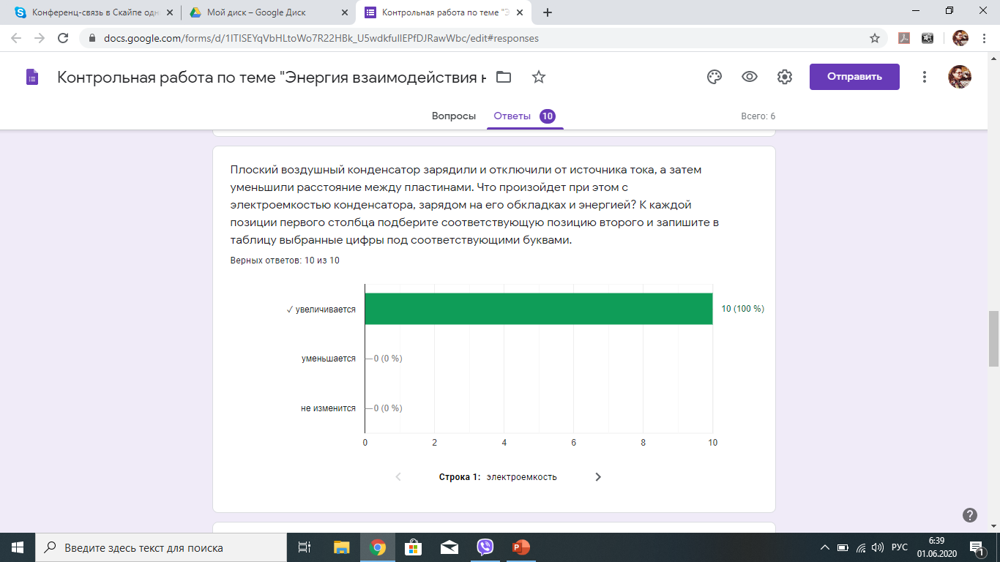 Конференц-связь в Скайпе одн
Мой диск – Google Диск
Контрольная работа по теме "Э
docs.google.com/forms/d/1ITISEYqVbHLtoWo7R22HBk_U5wdkfullEPfDJRawWbc/edit#responses
Контрольная работа по теме "Энергия взаимодействия н
Отправить
Вопросы
Ответы
10
Всего: 6
Плоский воздушный конденсатор зарядили и отключили от источника тока, а затем
уменьшили расстояние между пластинами. Что произойдет при этом с
электроемкостью конденсатора, зарядом на его обкладках и энергией? К каждой
позиции первого столбца подберите соответствующую позицию второго и запишите в
таблицу выбранные цифры под соответствующими буквами.
Верных ответов: 10 из 10
✓ увеличивается
10 (100 %)
уменьшается
0 (0 %)
не изменится
0 (0 %)
0 2 4 6 8 10
Строка 1: электроемкость
Введите здесь текст для поиска
РУС
6:39
01.06.2020
1